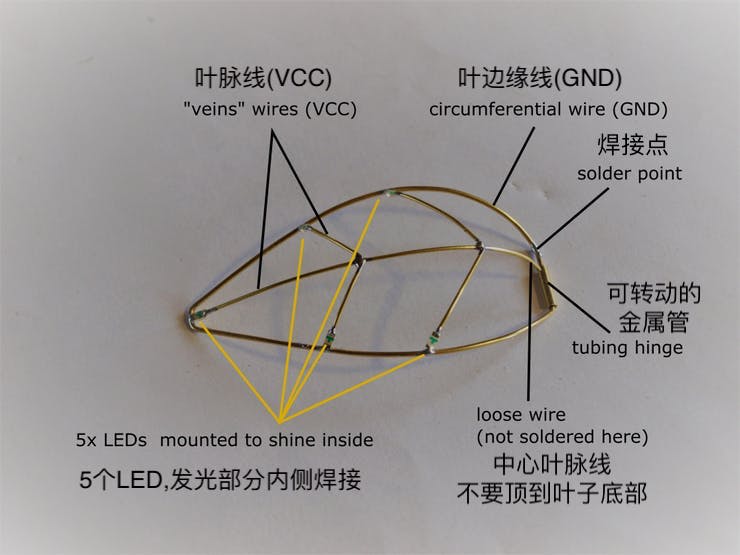 叶脉线(VCC)
"veins" wires (VCC)
叶边缘线(GND)
circumferential wire (GND)
焊接点
solder point
可转动的
金属管
tubing hinge
loose wire
(not soldered here)
中心叶脉线
不要顶到叶子底部
5x LEDs  mounted to shine inside
5个LED,发光部分内侧焊接